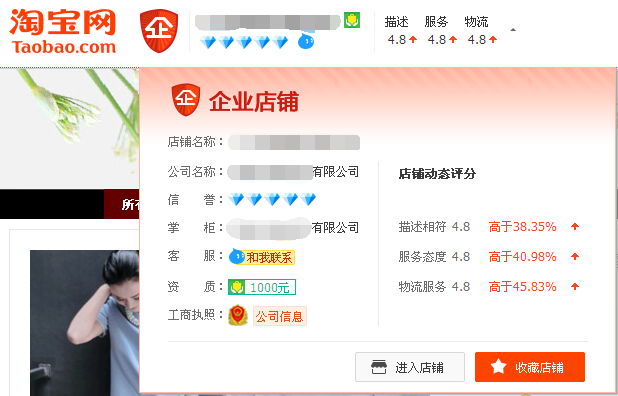 淘宝网
Taobao.com
企
描述 服务 物流
4.8 4.8 4.8
企 企业店铺
店铺名称：
公司名称： 有限公司
信 誉：
掌 柜： 有限公司
客 服： 和我联系
资 质： 1000元
工商执照： 公司信息
店铺动态评分
描述相符 4.8 高于38.35%
服务态度 4.8 高于40.98%
物流服务 4.8 高于45.83%
进入店铺
收藏店铺
所有